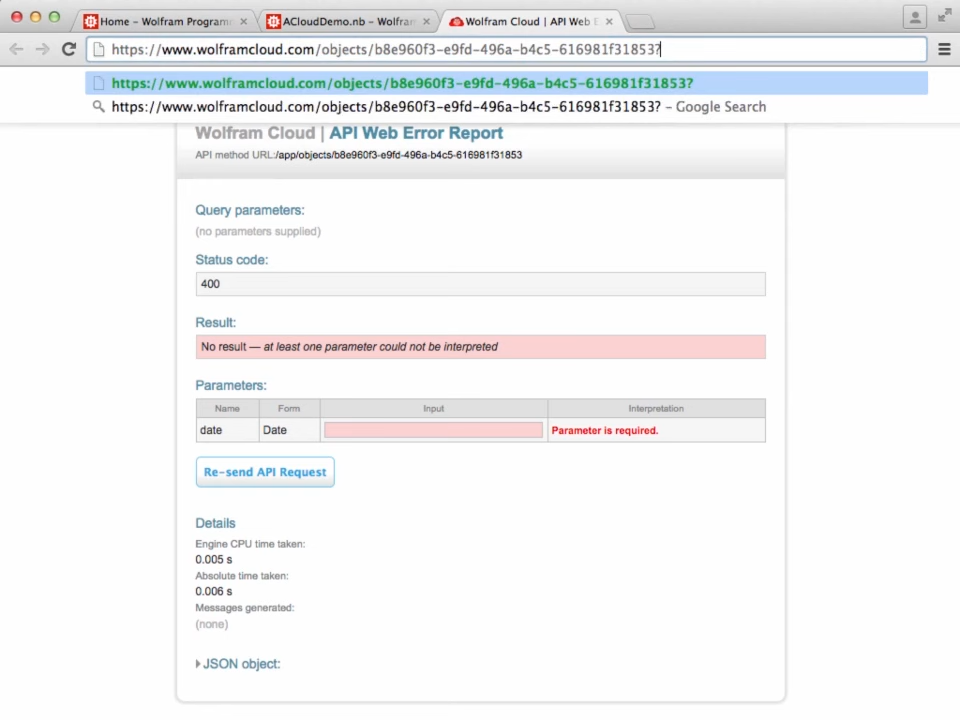 Home – Wolfram Programm
ACloudDemo.nb – Wolfram
Wolfram Cloud | API Web E
https://www.wolframcloud.com/objects/b8e960f3-e9fd-496a-b4c5-616981f31853?
https://www.wolframcloud.com/objects/b8e960f3-e9fd-496a-b4c5-616981f31853?
https://www.wolframcloud.com/objects/b8e960f3-e9fd-496a-b4c5-616981f31853? – Google Search
Wolfram Cloud | API Web Error Report
API method URL:/app/objects/b8e960f3-e9fd-496a-b4c5-616981f31853
Query parameters:
(no parameters supplied)
Status code:
400
Result:
No result — at least one parameter could not be interpreted
Parameters:
Name Form Input Interpretation
date Date Parameter is required.
Re-send API Request
Details
Engine CPU time taken:
0.005 s
Absolute time taken:
0.006 s
Messages generated:
(none)
JSON object: